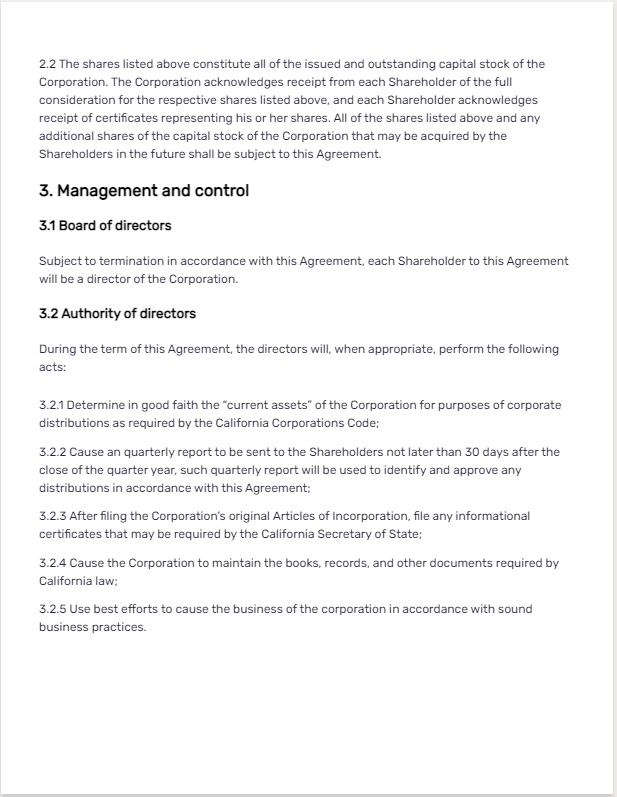 2.2 The shares listed above constitute all of the issued and outstanding capital stock of the
Corporation. The Corporation acknowledges receipt from each Shareholder of the full
consideration for the respective shares listed above, and each Shareholder acknowledges
receipt of certificates representing his or her shares. All of the shares listed above and any
additional shares of the capital stock of the Corporation that may be acquired by the
Shareholders in the future shall be subject to this Agreement.
3. Management and control
3.1 Board of directors
Subject to termination in accordance with this Agreement, each Shareholder to this Agreement
will be a director of the Corporation.
3.2 Authority of directors
During the term of this Agreement, the directors will, when appropriate, perform the following
acts:
3.2.1 Determine in good faith the “current assets” of the Corporation for purposes of corporate
distributions as required by the California Corporations Code;
3.2.2 Cause an quarterly report to be sent to the Shareholders not later than 30 days after the
close of the quarter year, such quarterly report will be used to identify and approve any
distributions in accordance with this Agreement;
3.2.3 After filing the Corporation’s original Articles of Incorporation, file any informational
certificates that may be required by the California Secretary of State;
3.2.4 Cause the Corporation to maintain the books, records, and other documents required by
California law;
3.2.5 Use best efforts to cause the business of the corporation in accordance with sound
business practices.